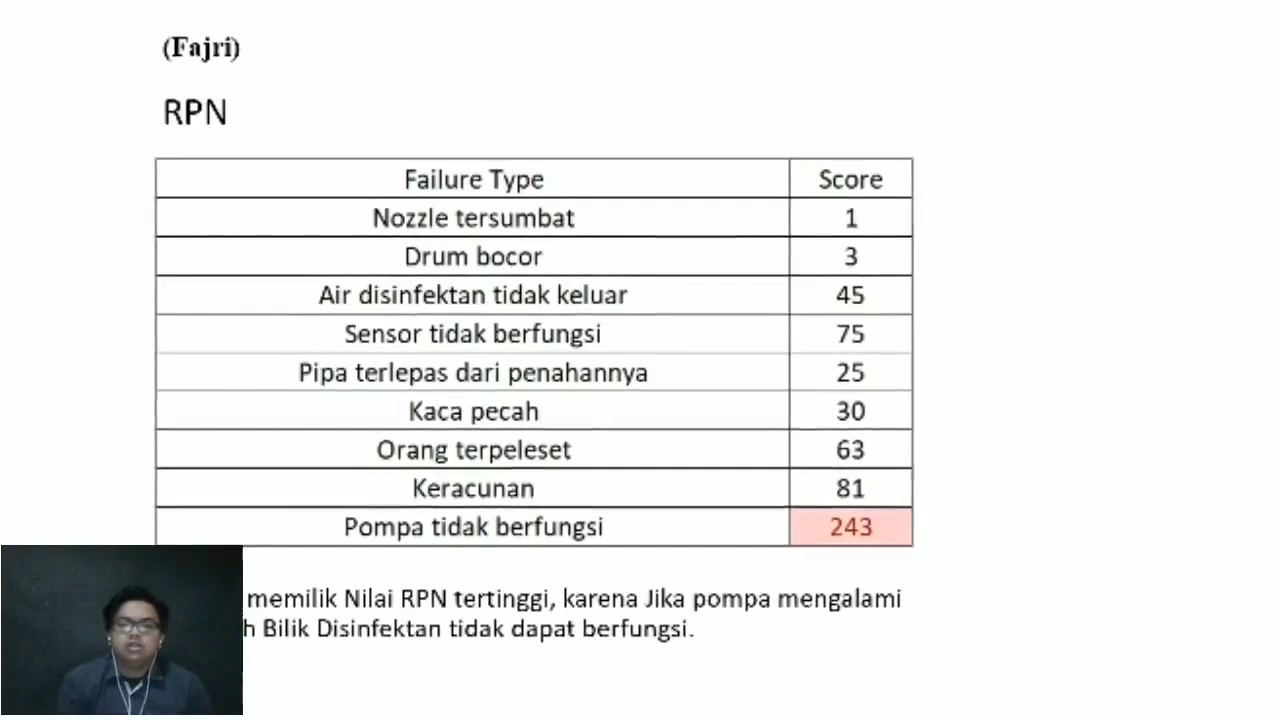 (Fajri)
RPN
Failure Type Score
Nozzle tersumbat 1
Drum bocor 3
Air disinfektan tidak keluar 45
Sensor tidak berfungsi 75
Pipa terlepas dari penahannya 25
Kaca pecah 30
Orang terpeleset 63
Keracunan 81
Pompa tidak berfungsi 243
memilik Nilai RPN tertinggi, karena Jika pompa mengalami
Bilik Disinfektan tidak dapat berfungsi.